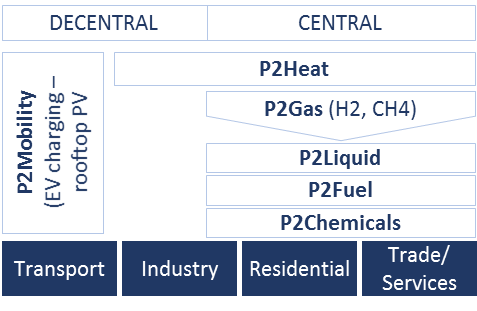 DECENTRAL CENTRAL
P2Heat
P2Mobility
(EV charging –
rooftop PV
P2Gas (H2, CH4)
P2Liquid
P2Fuel
P2Chemicals
Transport Industry Residential Trade/
Services